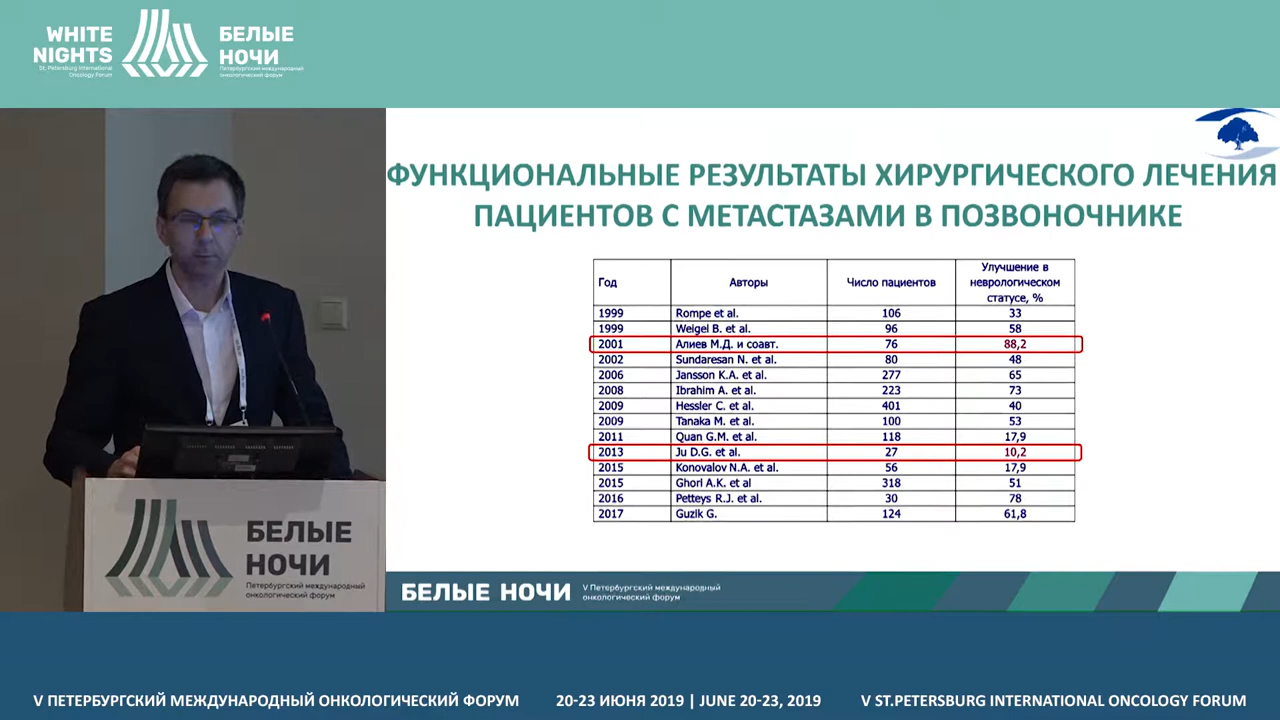 WHITE
NIGHTS
St. Petersburg International
Oncology Forum
БЕЛЫЕ
НОЧИ
Петербургский международный
онкологический форум
ФУНКЦИОНАЛЬНЫЕ РЕЗУЛЬТАТЫ ХИРУРГИЧЕСКОГО ЛЕЧЕНИЯ
ПАЦИЕНТОВ С МЕТАСТАЗАМИ В ПОЗВОНОЧНИКЕ
Год Авторы Число пациентов Улучшение в
неврологическом
статусе, %
1999 Rompe et al. 106 33
1999 Weigel B. et al. 96 58
2001 Алиев М.Д. и соавт. 76 88,2
2002 Sundaresan N. et al. 80 48
2006 Jansson K.A. et al. 277 65
2008 Ibrahim A. et al. 223 73
2009 Hessler C. et al. 401 40
2009 Tanaka M. et al. 100 53
2011 Quan G.M. et al. 118 17,9
2013 Ju D.G. et al. 27 10,2
2015 Konovalov N.A. et al. 56 17,9
2015 Ghori A.K. et al 318 51
2016 Petteys R.J. et al. 30 78
2017 Guzik G. 124 61,8
БЕЛЫЕ
НОЧИ
Петербургский международный
онкологический форум
БЕЛЫЕ НОЧИ
V Петербургский международный
онкологический форум
V ПЕТЕРБУРГСКИЙ МЕЖДУНАРОДНЫЙ ОНКОЛОГИЧЕСКИЙ ФОРУМ 20-23 ИЮНЯ 2019 | JUNE 20-23, 2019 V ST.PETERSBURG INTERNATIONAL ONCOLOGY FORUM